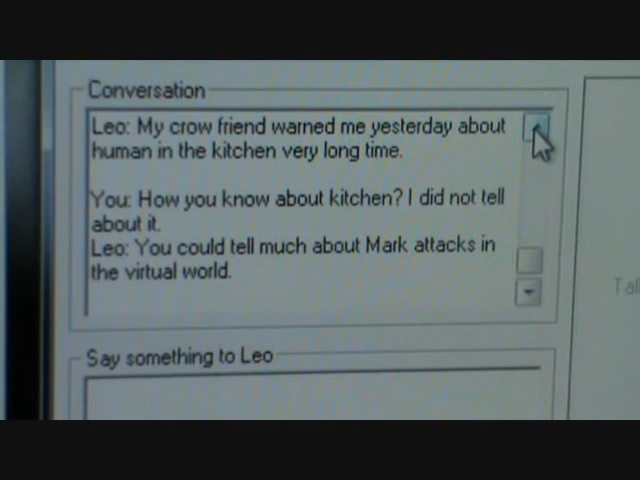 Conversation
Leo: My crow friend warned me yesterday about
human in the kitchen very long time.
You: How you know about kitchen? I did not tell
about it.
Leo: You could tell much about Mark attacks in
the virtual world.
Say something to Leo